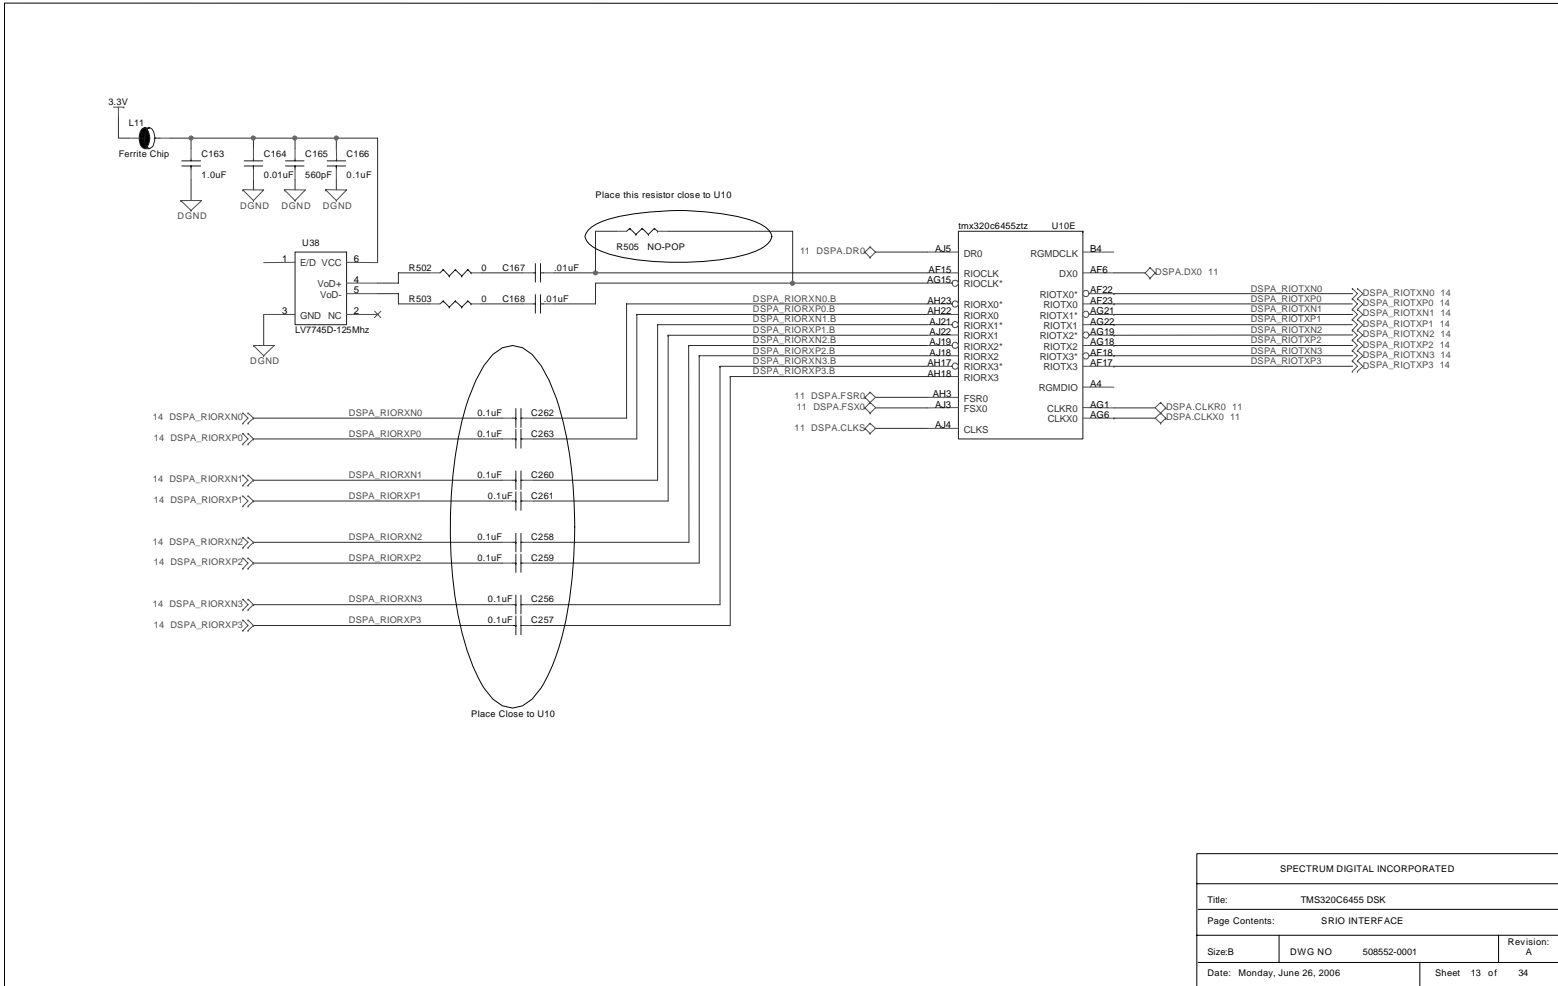 3.3V
L11
Ferrite Chip
C163
1.0uF
C164
0.01uF
C165
560pF
C166
0.1uF
DGND
DGND
DGND
DGND
U38
1 E/D VCC 6
VoD+ 4
VoD- 5
3 GND NC 2
LV7745D-125Mhz
DGND
R502 0 C167 .01uF
R503 0 C168 .01uF
Place this resistor close to U10
R505 NO-POP
tmx320c6455ztz U10E
11 DSPA.DR0 AJ5 DR0
AF15 RIOCLK
AG15 RIOCLK*
DSPA_RIORXN0.B AH23 RIORX0*
DSPA_RIORXP0.B AH22 RIORX0
DSPA_RIORXN1.B AJ21 RIORX1*
DSPA_RIORXP1.B AJ22 RIORX1
DSPA_RIORXN2.B AJ19 RIORX2*
DSPA_RIORXP2.B AJ18 RIORX2
DSPA_RIORXN3.B AH17 RIORX3*
DSPA_RIORXP3.B AH18 RIORX3
11 DSPA.FSR0 AH3 FSR0
11 DSPA.FSX0 AJ3 FSX0
11 DSPA.CLKS AJ4 CLKS
RGMDCLK B4
DX0 AF6 DSPA.DX0 11
RIOTX0* AF22 DSPA_RIOTXN0 DSPA_RIOTXN0 14
RIOTX0 AF23 DSPA_RIOTXP0 DSPA_RIOTXP0 14
RIOTX1* AG21 DSPA_RIOTXN1 DSPA_RIOTXN1 14
RIOTX1 AG22 DSPA_RIOTXP1 DSPA_RIOTXP1 14
RIOTX2* AG19 DSPA_RIOTXN2 DSPA_RIOTXN2 14
RIOTX2 AG18 DSPA_RIOTXP2 DSPA_RIOTXP2 14
RIOTX3* AF18 DSPA_RIOTXN3 DSPA_RIOTXN3 14
RIOTX3 AF17 DSPA_RIOTXP3 DSPA_RIOTXP3 14
RGMDIO A4
CLKR0 AG1 DSPA.CLKR0 11
CLKX0 AG6 DSPA.CLKX0 11
14 DSPA_RIORXN0 DSPA_RIORXN0 0.1uF C262
14 DSPA_RIORXP0 DSPA_RIORXP0 0.1uF C263
14 DSPA_RIORXN1 DSPA_RIORXN1 0.1uF C260
14 DSPA_RIORXP1 DSPA_RIORXP1 0.1uF C261
14 DSPA_RIORXN2 DSPA_RIORXN2 0.1uF C258
14 DSPA_RIORXP2 DSPA_RIORXP2 0.1uF C259
14 DSPA_RIORXN3 DSPA_RIORXN3 0.1uF C256
14 DSPA_RIORXP3 DSPA_RIORXP3 0.1uF C257
Place Close to U10
SPECTRUM DIGITAL INCORPORATED
Title: TMS320C6455 DSK
Page Contents: SRIO INTERFACE
Size:B DWG NO 508552-0001 Revision: A
Date: Monday, June 26, 2006 Sheet 13 of 34